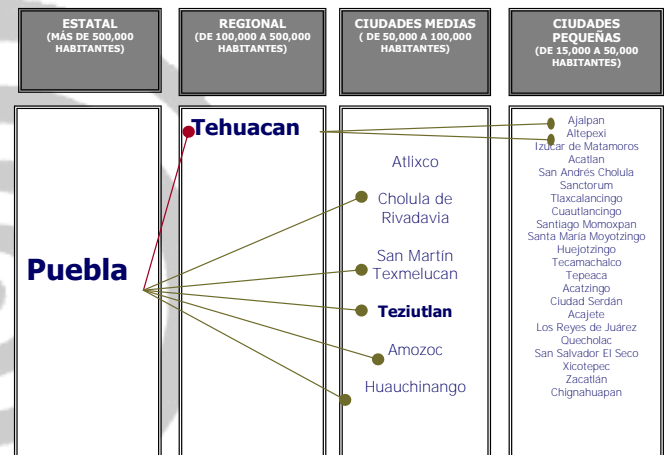 ESTATAL
(MÁS DE 500,000
HABITANTES)
REGIONAL
(DE 100,000 A 500,000
HABITANTES)
CIUDADES MEDIAS
( DE 50,000 A 100,000
HABITANTES)
CIUDADES
PEQUEÑAS
(DE 15,000 A 50,000
HABITANTES)
Puebla
Tehuacan
Atlixco
Cholula de
Rivadavia
San Martín
Texmelucan
Teziutlan
Amozoc
Huauchinango
Ajalpan
Altepexi
Izucar de Matamoros
Acatlan
San Andrés Cholula
Sanctorum
Tlaxcalancingo
Cuautlancingo
Santiago Momoxpan
Santa María Moyotzingo
Huejotzingo
Tecamachalco
Tepeaca
Acatzingo
Ciudad Serdán
Acajete
Los Reyes de Juárez
Quecholac
San Salvador El Seco
Xicotepec
Zacatlán
Chignahuapan